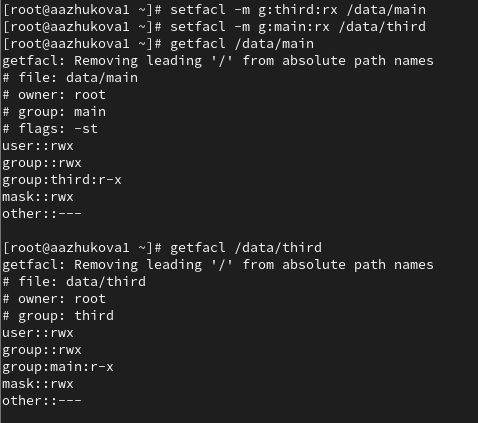 [root@aazhukova1 ~]# setfacl -m g:third:rx /data/main
[root@aazhukova1 ~]# setfacl -m g:main:rx /data/third
[root@aazhukova1 ~]# getfacl /data/main
getfacl: Removing leading '/' from absolute path names
# file: data/main
# owner: root
# group: main
# flags: -st
user::rwx
group::rwx
group:third:r-x
mask::rwx
other::---

[root@aazhukova1 ~]# getfacl /data/third
getfacl: Removing leading '/' from absolute path names
# file: data/third
# owner: root
# group: third
user::rwx
group::rwx
group:main:r-x
mask::rwx
other::---